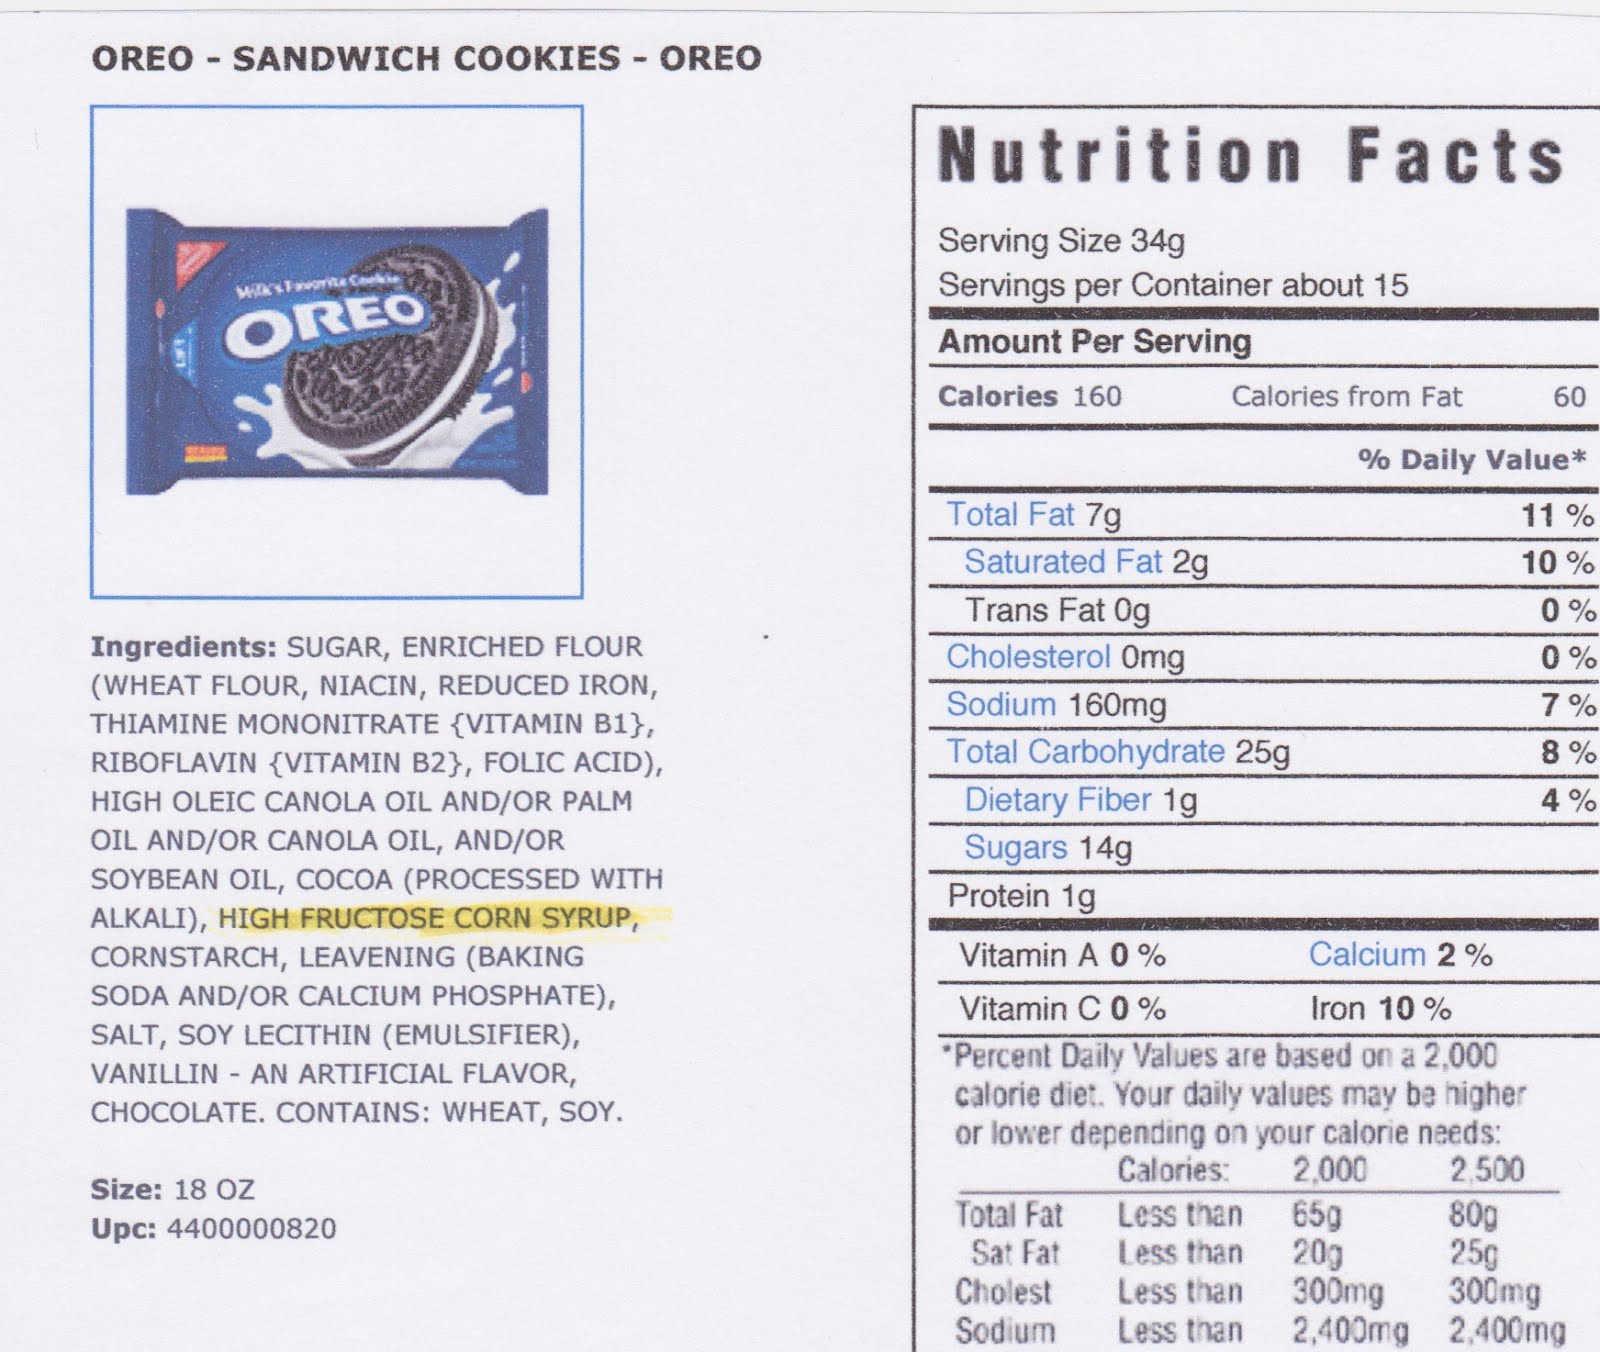 OREO - SANDWICH COOKIES - OREO
Milk's Favorite Cookie
OREO
Ingredients: SUGAR, ENRICHED FLOUR
(WHEAT FLOUR, NIACIN, REDUCED IRON,
THIAMINE MONONITRATE {VITAMIN B1},
RIBOFLAVIN {VITAMIN B2}, FOLIC ACID),
HIGH OLEIC CANOLA OIL AND/OR PALM
OIL AND/OR CANOLA OIL, AND/OR
SOYBEAN OIL, COCOA (PROCESSED WITH
ALKALI), HIGH FRUCTOSE CORN SYRUP,
CORNSTARCH, LEAVENING (BAKING
SODA AND/OR CALCIUM PHOSPHATE),
SALT, SOY LECITHIN (EMULSIFIER),
VANILLIN - AN ARTIFICIAL FLAVOR,
CHOCOLATE. CONTAINS: WHEAT, SOY.
Size: 18 OZ
Upc: 4400000820
Nutrition Facts
Serving Size 34g
Servings per Container about 15
Amount Per Serving
Calories 160 Calories from Fat 60
% Daily Value*
Total Fat 7g 11 %
Saturated Fat 2g 10 %
Trans Fat 0g 0 %
Cholesterol 0mg 0 %
Sodium 160mg 7 %
Total Carbohydrate 25g 8 %
Dietary Fiber 1g 4 %
Sugars 14g
Protein 1g
Vitamin A 0 % Calcium 2 %
Vitamin C 0 % Iron 10 %
*Percent Daily Values are based on a 2,000
calorie diet. Your daily values may be higher
or lower depending on your calorie needs:
Calories: 2,000 2,500
Total Fat Less than 65g 80g
Sat Fat Less than 20g 25g
Cholest Less than 300mg 300mg
Sodium Less than 2,400mg 2,400mg